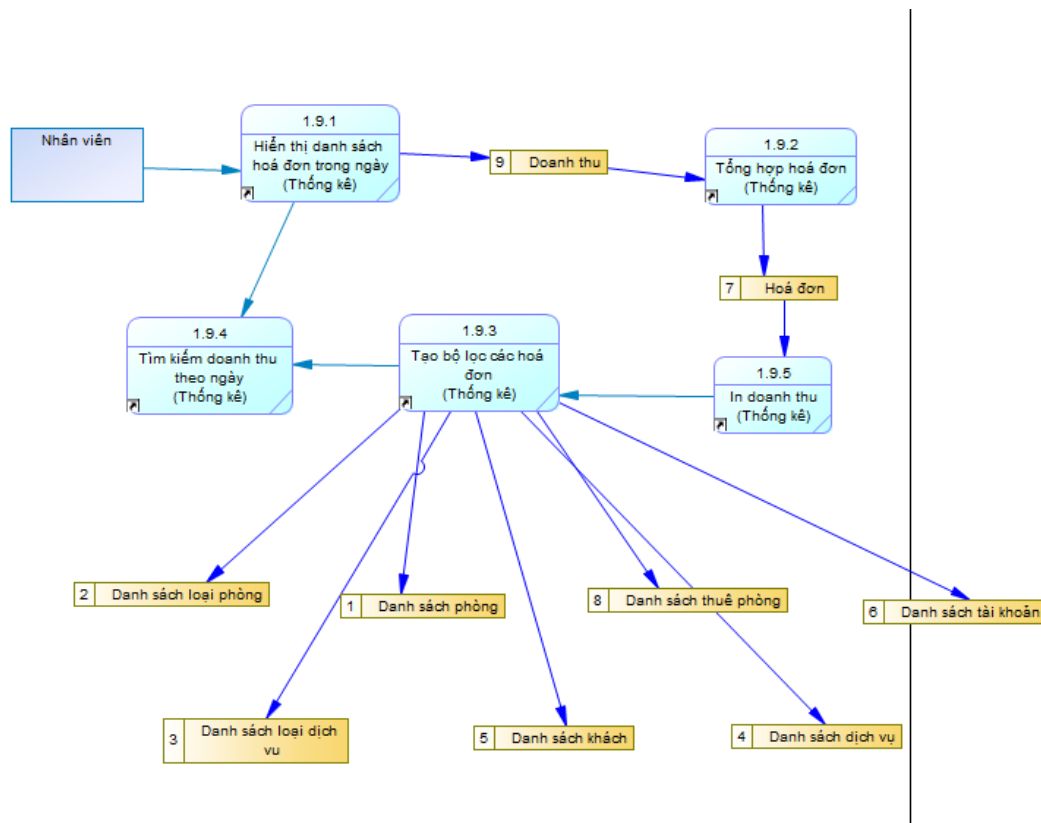 1.9.1
Nhân viên
Hiển thị danh sách
hoá đơn trong ngày
(Thống kê)
9 Doanh thu
1.9.2
Tổng hợp hoá đơn
(Thống kê)
7 Hoá đơn
1.9.4
Tìm kiếm doanh thu
theo ngày
(Thống kê)
1.9.3
Tạo bộ lọc các hoá
đơn
(Thống kê)
1.9.5
In doanh thu
(Thống kê)
2 Danh sách loại phòng
1 Danh sách phòng
8 Danh sách thuê phòng
6 Danh sách tài khoản
3 Danh sách loại dịch
vu
5 Danh sách khách
4 Danh sách dịch vụ